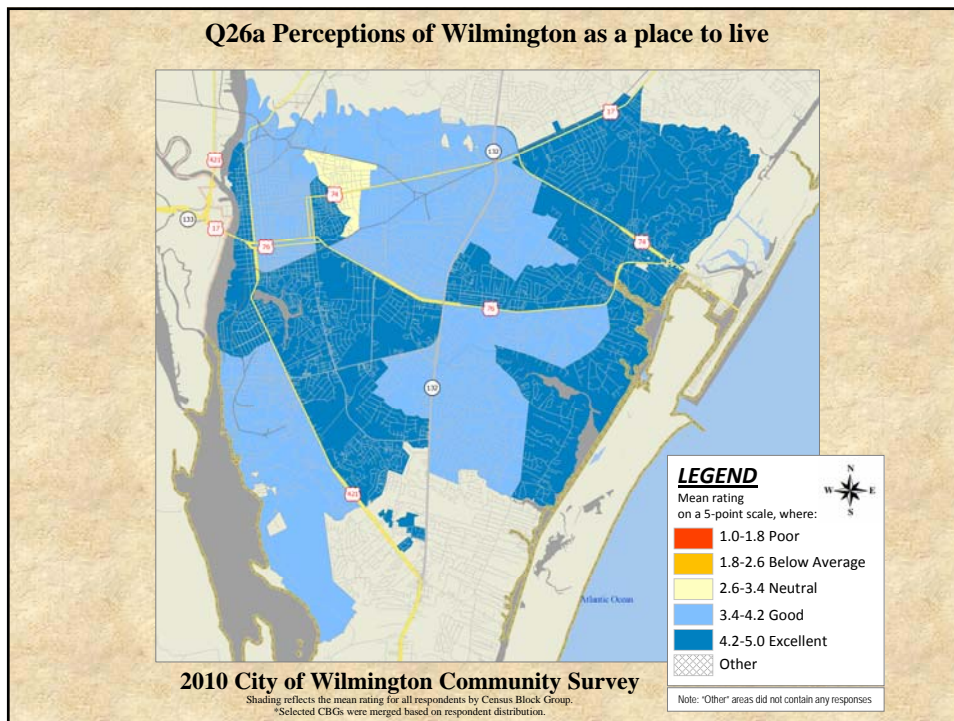 Q26a Perceptions of Wilmington as a place to live
17
132
421
74
133
17
76
74
76
132
421
Atlantic Ocean
LEGEND
Mean rating
on a 5-point scale, where:
N
W E
S
1.0-1.8 Poor
1.8-2.6 Below Average
2.6-3.4 Neutral
3.4-4.2 Good
4.2-5.0 Excellent
Other
Note: "Other" areas did not contain any responses
2010 City of Wilmington Community Survey
Shading reflects the mean rating for all respondents by Census Block Group.
*Selected CBGs were merged based on respondent distribution.